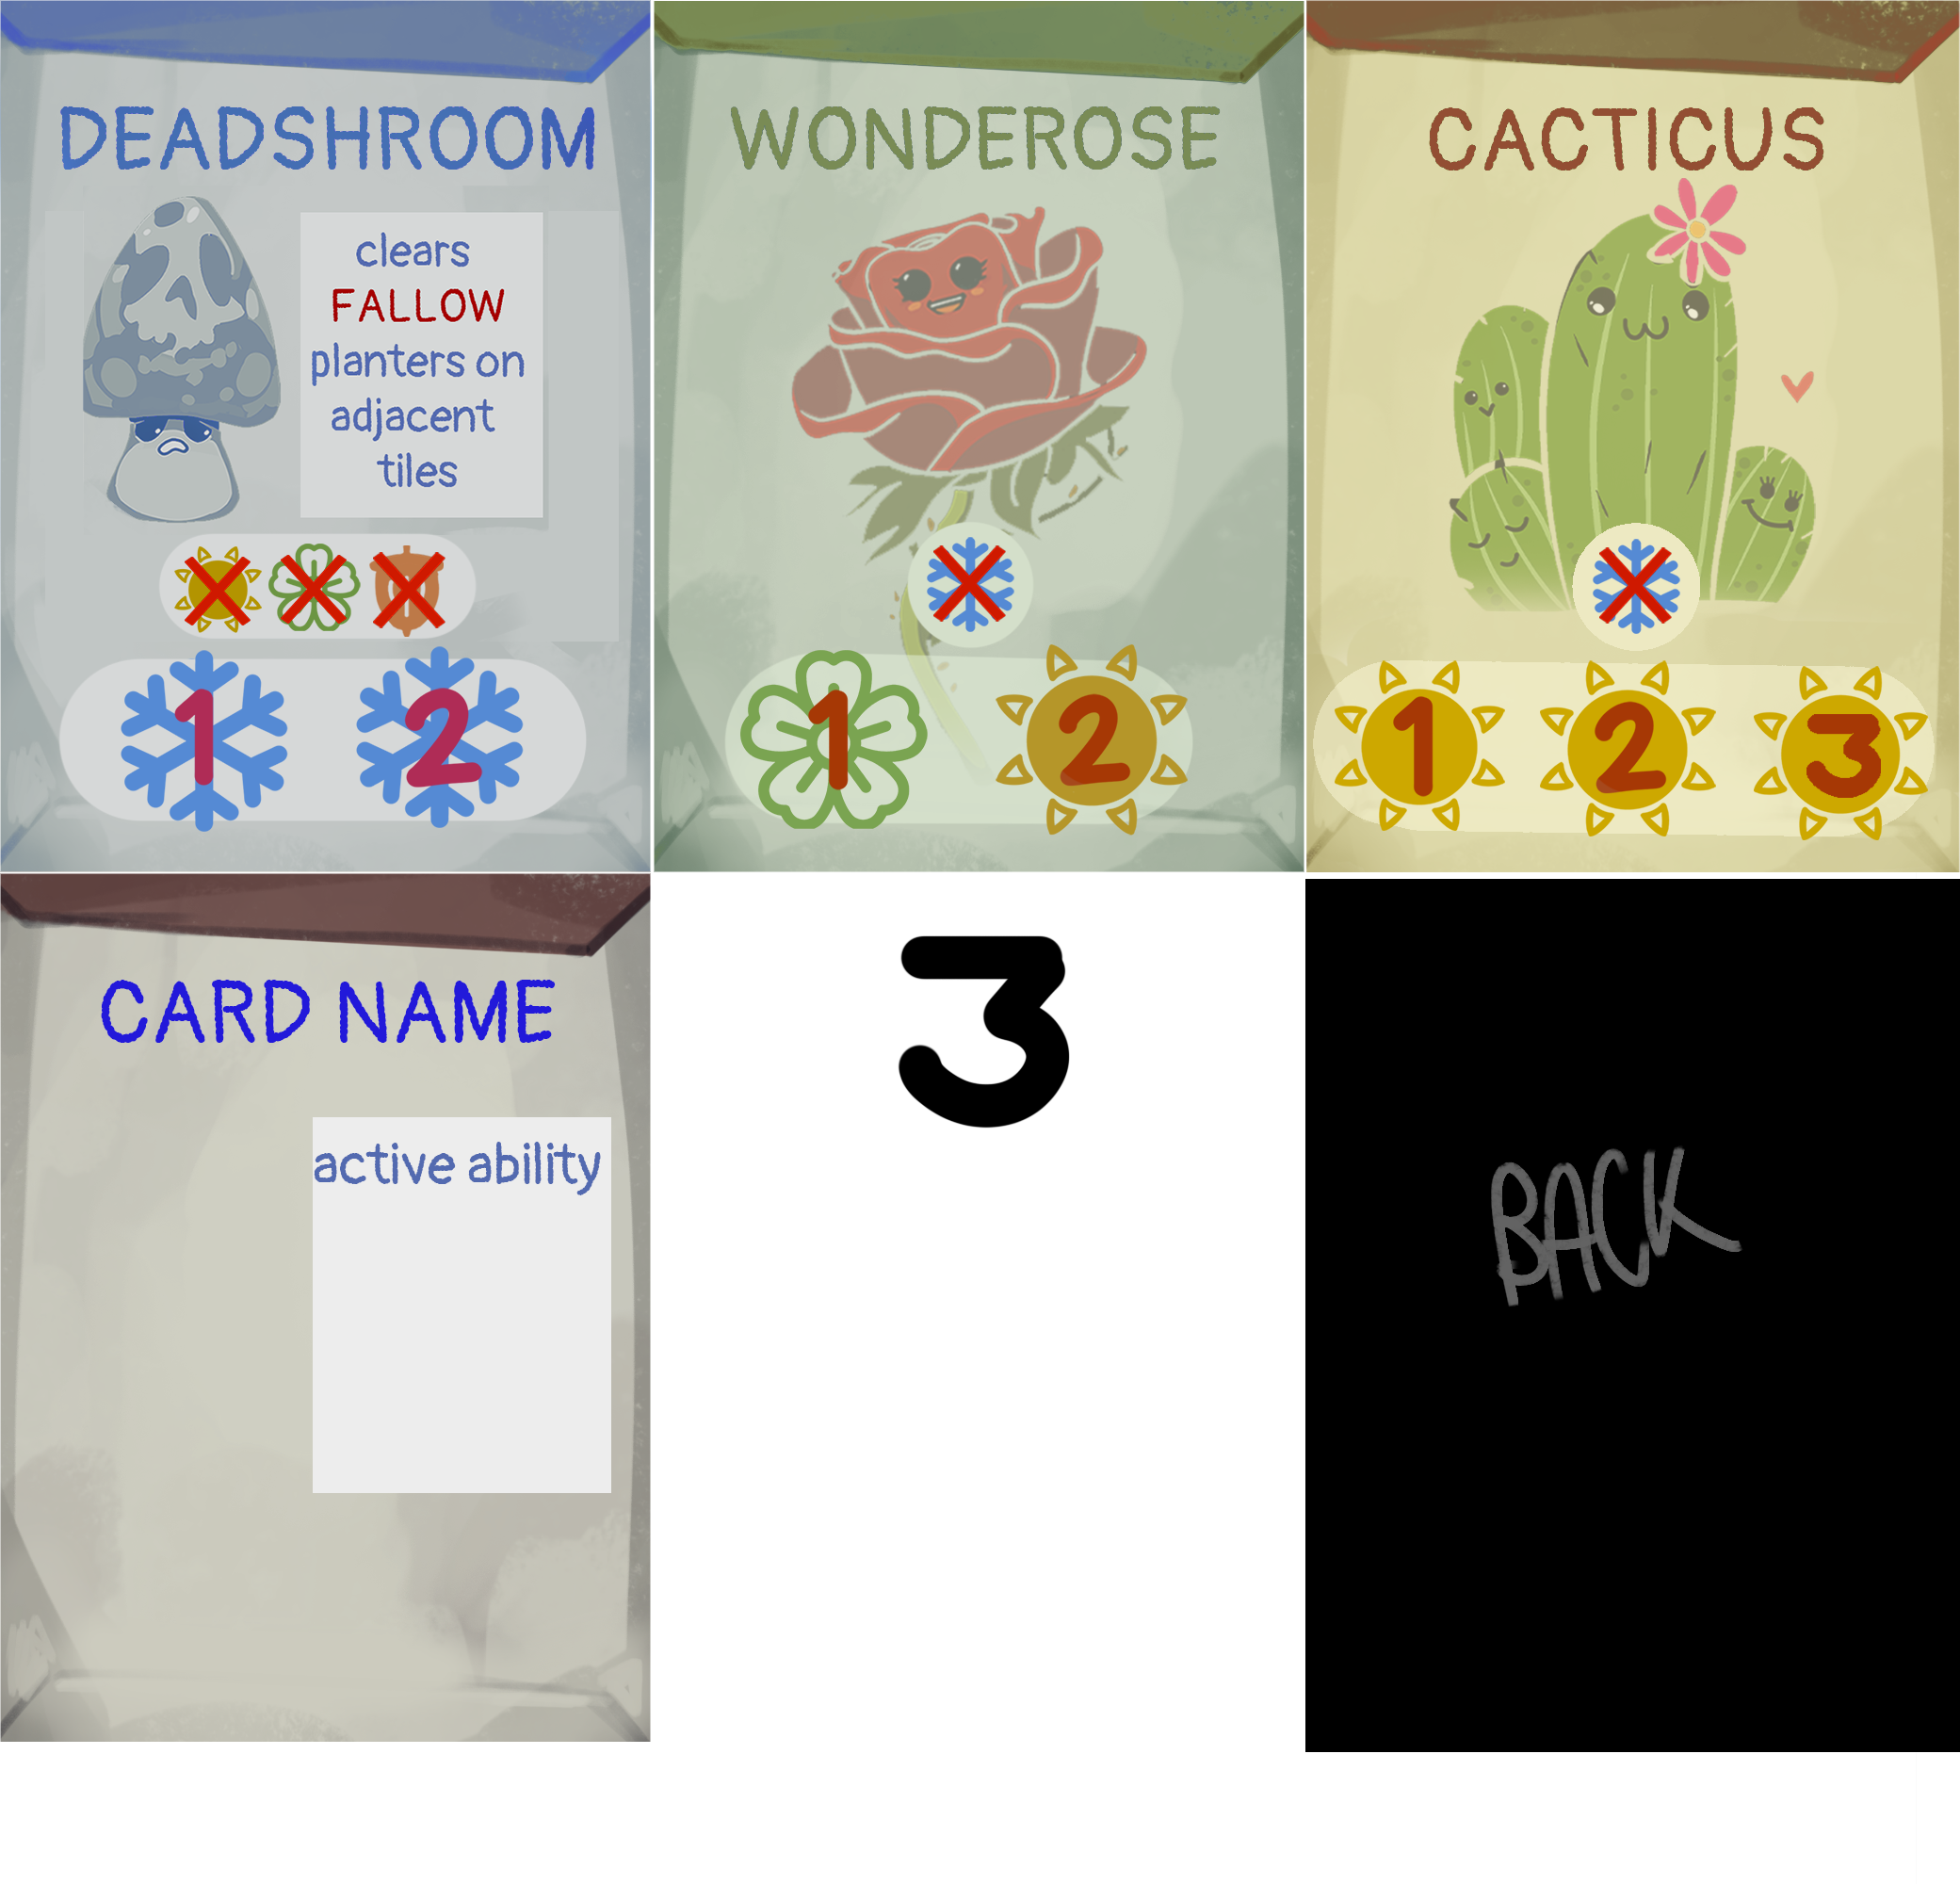 DEADSHROOM
clears
FALLOW
planters on
adjacent
tiles
1 2
WONDEROSE
1 2
CACTICUS
1 2 3
CARD NAME
active ability
3
BACK